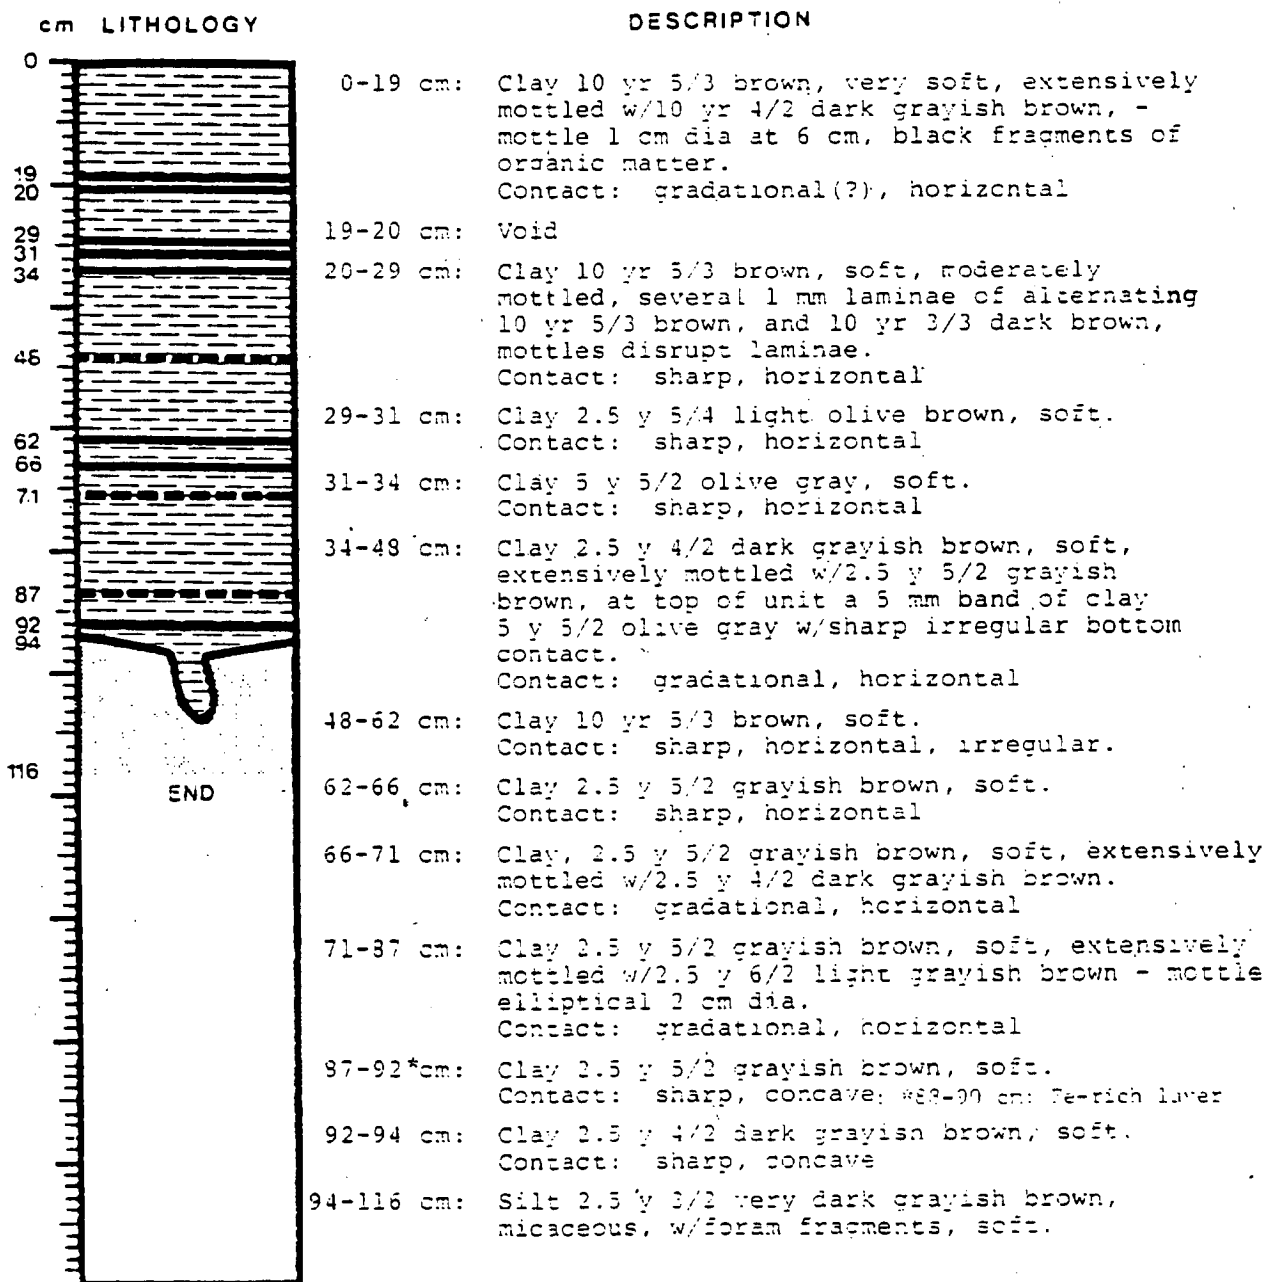 cm LITHOLOGY DESCRIPTION
0
0-19 cm: Clay 10 yr 5/3 brown, very soft, extensively
mottled w/10 yr 4/2 dark grayish brown, -
mottle 1 cm dia at 6 cm, black fragments of
organic matter.
19
Contact: gradational(?), horizontal
20
29
19-20 cm: Void
31
34
20-29 cm: Clay 10 yr 5/3 brown, soft, moderately
mottled, several 1 mm laminae of alternating
10 yr 5/3 brown, and 10 yr 3/3 dark brown,
48
mottles disrupt laminae.
Contact: sharp, horizontal
29-31 cm: Clay 2.5 y 5/4 light olive brown, soft.
62
Contact: sharp, horizontal
66
31-34 cm: Clay 5 y 5/2 olive gray, soft.
71
Contact: sharp, horizontal
34-48 cm: Clay 2.5 y 4/2 dark grayish brown, soft,
extensively mottled w/2.5 y 5/2 grayish
87
brown, at top of unit a 5 mm band of clay
92
5 y 5/2 olive gray w/sharp irregular bottom
94
contact.
Contact: gradational, horizontal
48-62 cm: Clay 10 yr 5/3 brown, soft.
Contact: sharp, horizontal, irregular.
116
END
62-66 cm: Clay 2.5 y 5/2 grayish brown, soft.
Contact: sharp, horizontal
66-71 cm: Clay, 2.5 y 5/2 grayish brown, soft, extensively
mottled w/2.5 y 4/2 dark grayish brown.
Contact: gradational, horizontal
71-87 cm: Clay 2.5 y 5/2 grayish brown, soft, extensively
mottled w/2.5 y 6/2 light grayish brown - mottle
elliptical 2 cm dia.
Contact: gradational, horizontal
87-92*cm: Clay 2.5 y 5/2 grayish brown, soft.
Contact: sharp, concave; cm: Fe-rich layer
92-94 cm: Clay 2.5 y 4/2 dark grayish brown, soft.
Contact: sharp, concave
94-116 cm: Silt 2.5 y 3/2 very dark grayish brown,
micaceous, w/foram fragments, soft.